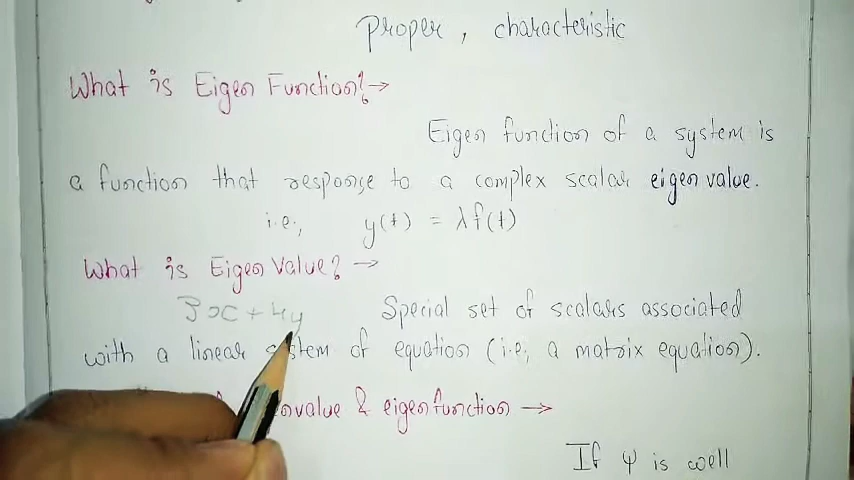 Proper, characteristic
What is Eigen Function? →
Eigen function of a system is
a function that response to a complex scalar eigen value.
i.e., y(t) = λf(t)
What is Eigen Value? →
3x + 4y Special set of scalars associated
with a linear system of equation (i.e, a matrix equation).
value & eigenfunction →
If ψ is well